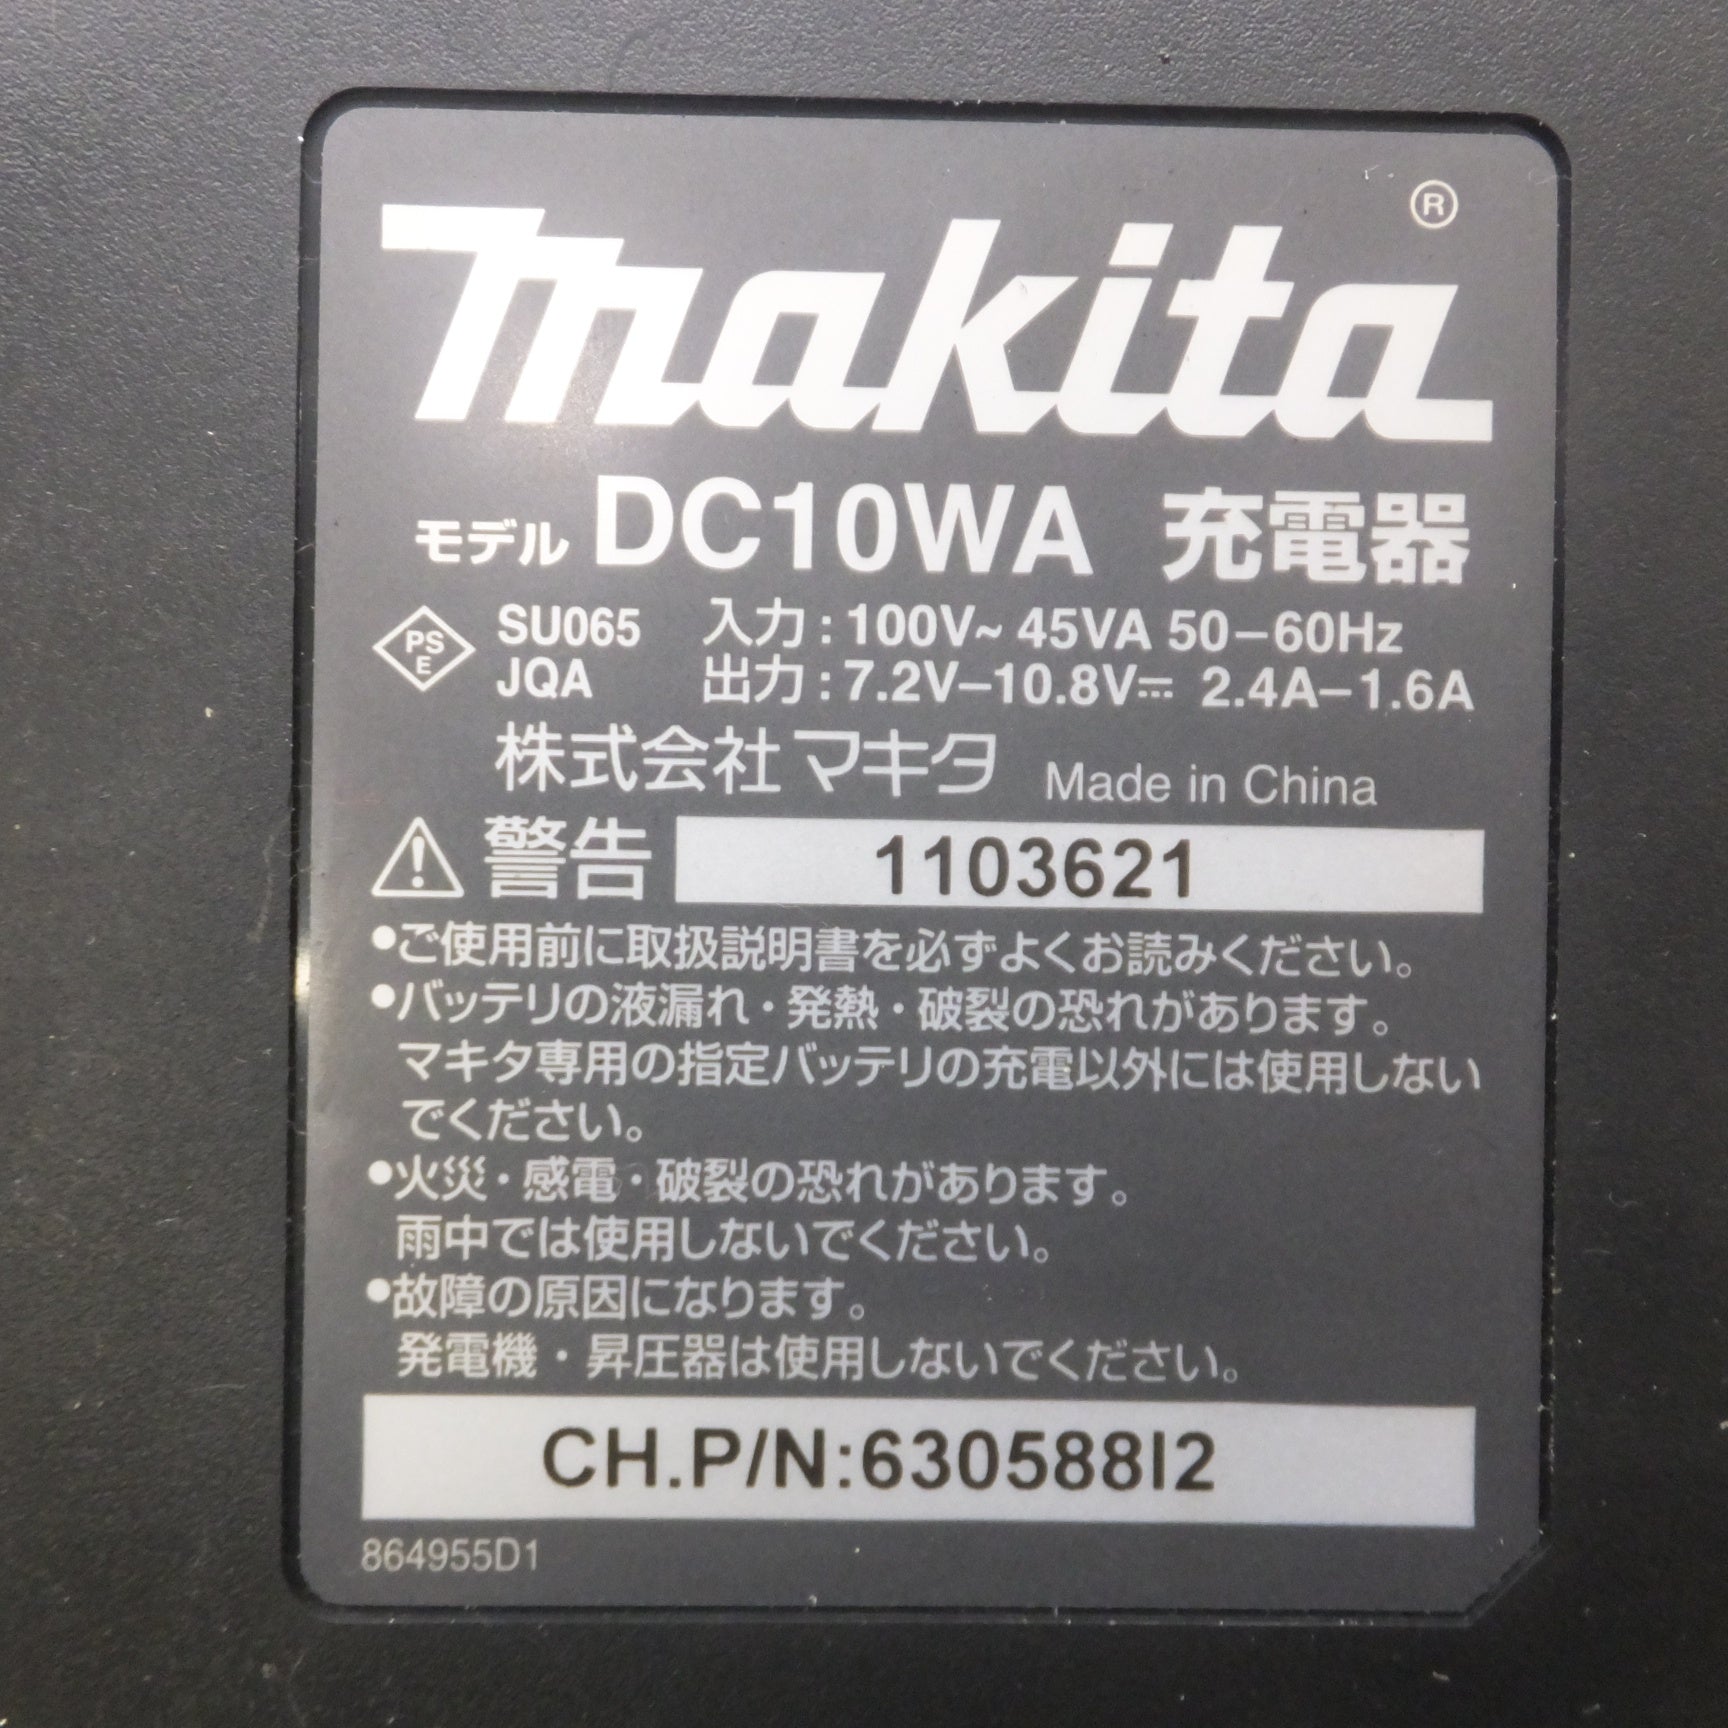 makita ®
モデル DC10WA 充電器
PS E SU065 入力:100V~ 45VA 50–60Hz
JQA 出力:7.2V–10.8V⎓ 2.4A–1.6A
株式会社マキタ Made in China
⚠警告 1103621
●ご使用前に取扱説明書を必ずよくお読みください。
●バッテリの液漏れ・発熱・破裂の恐れがあります。
マキタ専用の指定バッテリの充電以外には使用しない
でください。
●火災・感電・破裂の恐れがあります。
雨中では使用しないでください。
●故障の原因になります。
発電機・昇圧器は使用しないでください。
CH.P/N:630588I2
864955D1